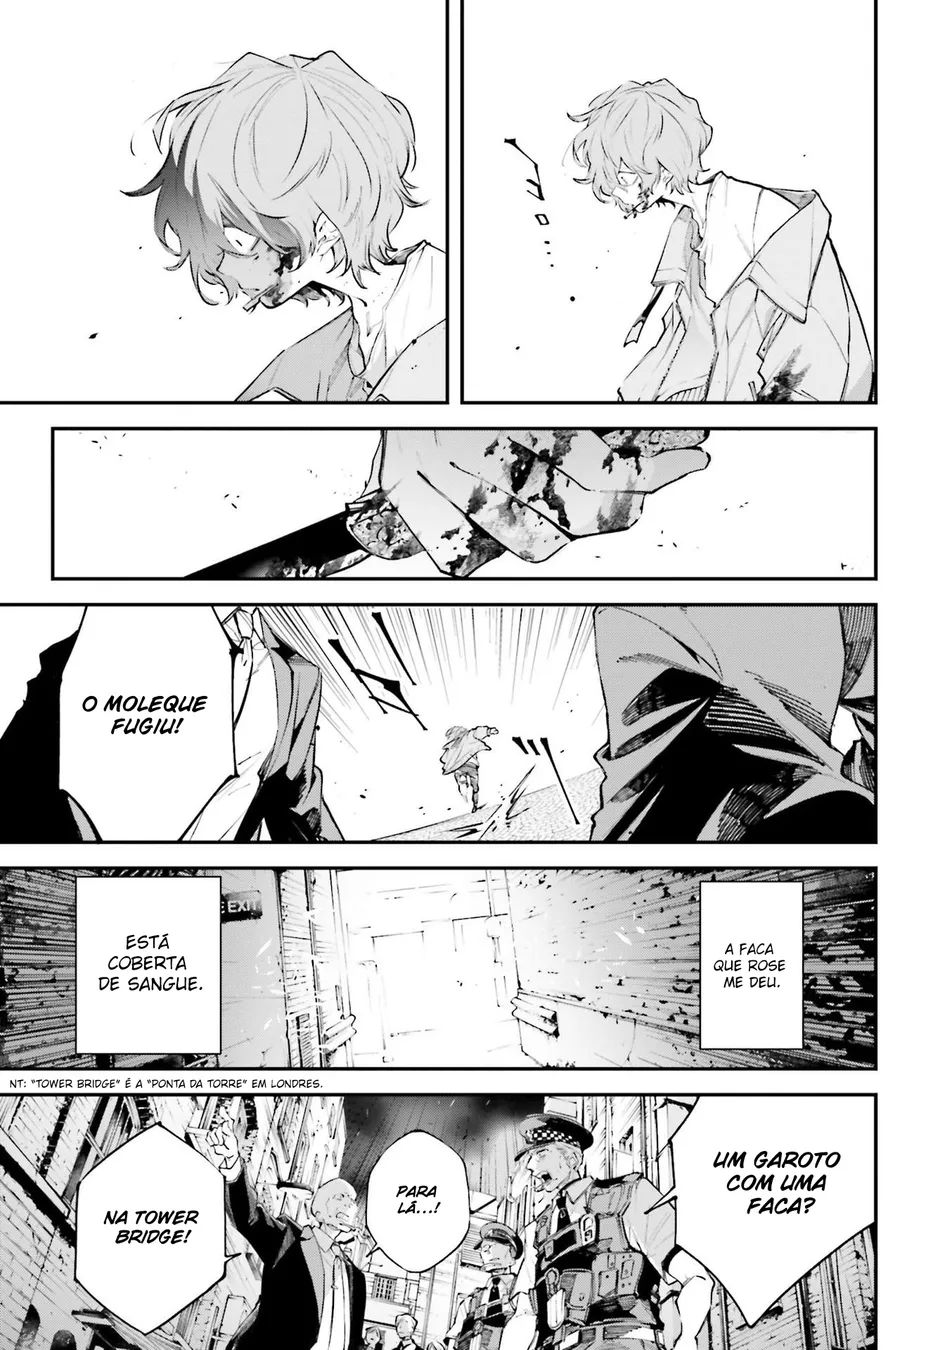 O MOLEQUE
FUGIU!
A FACA
QUE ROSE
ME DEU.
ESTÁ
COBERTA
DE SANGUE.
E EXIT
NT: "TOWER BRIDGE" É A "PONTA DA TORRE" EM LONDRES.
UM GAROTO
COM UMA
FACA?
PARA
LÁ...!
NA TOWER
BRIDGE!